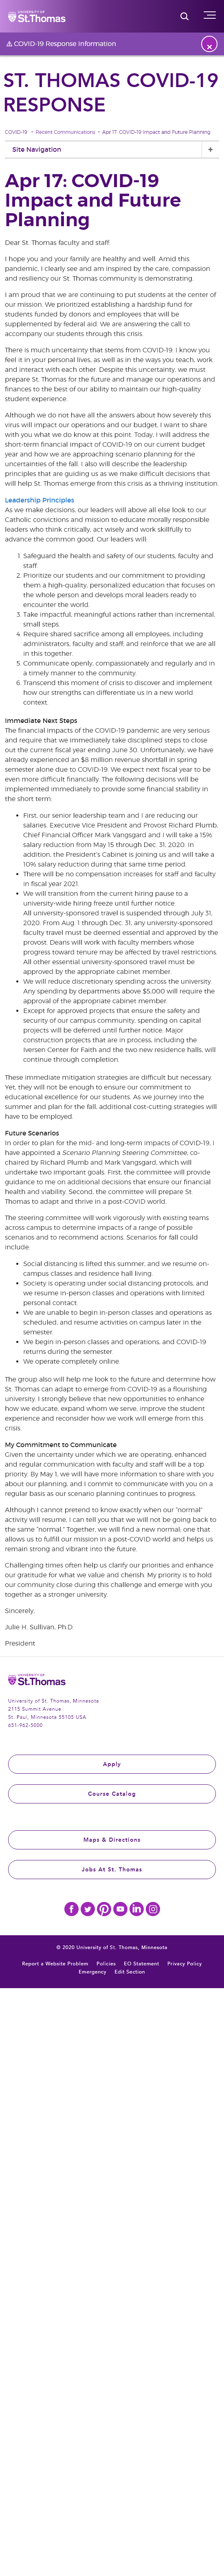 UNIVERSITY OF
St.Thomas
COVID-19 Response Information
ST. THOMAS COVID-19
RESPONSE
COVID-19 • Recent Communications • Apr 17: COVID-19 Impact and Future Planning
Site Navigation +
Apr 17: COVID-19
Impact and Future
Planning
Dear St. Thomas faculty and staff:
I hope you and your family are healthy and well. Amid this
pandemic, I clearly see and am inspired by the care, compassion
and resiliency our St. Thomas community is demonstrating.
I am proud that we are continuing to put students at the center of
our work. We prioritized establishing a hardship fund for
students funded by donors and employees that will be
supplemented by federal aid. We are answering the call to
accompany our students through this crisis.
There is much uncertainty that stems from COVID-19. I know you
feel it in your personal lives, as well as in the ways you teach, work
and interact with each other. Despite this uncertainty, we must
prepare St. Thomas for the future and manage our operations and
finances to the best of our ability to maintain our high-quality
education.
Although we do not have all the answers about how severely this
virus will impact our operations and budget, I want to share
with you what we do know at this point. Today, I will address the
short-term financial impact of COVID-19 on our current budget
year and how we are approaching scenario planning for the
uncertainties of the fall. I also will describe the leadership
principles that are guiding us as we make difficult decisions that will
help St. Thomas emerge from this crisis as a thriving institution.
Leadership Principles
As we make decisions, our leaders will above all else look to our
Catholic convictions and mission to educate morally responsible
leaders who think critically, act wisely and work skillfully to
advance the common good. Our leaders will:
1. Safeguard the health and safety of our students, faculty and
staff.
2. Prioritize our students and our commitment to providing
them a high-quality, personalized education that focuses on
the whole person and develops moral leaders ready to
encounter the world.
3. Take impactful, meaningful actions rather than incremental,
small steps.
4. Require shared sacrifice among all employees, including
administrators, faculty and staff, and reinforce that we are all
in this together.
5. Communicate openly, compassionately and regularly and in
a timely manner to the community.
6. Transcend this moment of crisis to discover and implement
how our strengths can differentiate us in a new world
context.
Immediate Next Steps
The financial impacts of the COVID-19 pandemic are very serious
and require that we immediately take disciplined steps to close
out the current fiscal year ending June 30. Unfortunately, we have
already experienced an $8 million revenue shortfall in spring
semester alone due to COVID-19. We expect next fiscal year to be
even more difficult financially. The following decisions will be
implemented immediately to provide some financial stability in
the short term:
• First, our senior leadership team and I are reducing our
salaries. Executive Vice President and Provost Richard Plumb,
Chief Financial Officer Mark Vangsgard and I will take a 15%
salary reduction from May 15 through Dec. 31, 2020. In
addition, the President's Cabinet is joining us and will take a
10% salary reduction during that same time period.
• There will be no compensation increases for staff and faculty
in fiscal year 2021.
• We will transition from the current hiring pause to a
university-wide hiring freeze until further notice.
All university-sponsored travel is suspended through July 31,
2020. From Aug. 1 through Dec. 31, any university-sponsored
faculty travel must be deemed essential and approved by the
provost. Deans will work with faculty members whose
progress toward tenure may be affected by travel restrictions.
All other essential university-sponsored travel must be
approved by the appropriate cabinet member.
• We will reduce discretionary spending across the university.
Any spending by departments above $5,000 will require the
approval of the appropriate cabinet member.
• Except for approved projects that ensure the safety and
security of our campus community, spending on capital
projects will be deferred until further notice. Major
construction projects that are in process, including the
Iversen Center for Faith and the two new residence halls, will
continue through completion.
These immediate mitigation strategies are difficult but necessary.
Yet, they will not be enough to ensure our commitment to
educational excellence for our students. As we journey into the
summer and plan for the fall, additional cost-cutting strategies will
have to be employed.
Future Scenarios
In order to plan for the mid- and long-term impacts of COVID-19, I
have appointed a Scenario Planning Steering Committee, co-
chaired by Richard Plumb and Mark Vangsgard, which will
undertake two important goals. First, the committee will provide
guidance to me on additional decisions that ensure our financial
health and viability. Second, the committee will prepare St.
Thomas to adapt and thrive in a post-COVID world.
The steering committee will work vigorously with existing teams
across campus to determine implications of a range of possible
scenarios and to recommend actions. Scenarios for fall could
include:
• Social distancing is lifted this summer, and we resume on-
campus classes and residence hall living.
• Society is operating under social distancing protocols, and
we resume in-person classes and operations with limited
personal contact.
• We are unable to begin in-person classes and operations as
scheduled, and resume activities on campus later in the
semester.
• We begin in-person classes and operations, and COVID-19
returns during the semester.
• We operate completely online.
The group also will help me look to the future and determine how
St. Thomas can adapt to emerge from COVID-19 as a flourishing
university. I strongly believe that this is an opportunity to refine
how we educate, expand whom we serve, improve the student
experience and consider how we work will emerge from this
crisis.
My Commitment to Communicate
Given the uncertainty under which we are operating, enhanced
and regular communication with faculty and staff will be a top
priority. By May 1, we will have more information to share with you
about our planning, and I commit to communicate with you on a
regular basis as our scenario planning continues to progress.
Although I cannot pretend to know exactly when our "normal"
activity will resume, I can tell you that we likely will not be going back to
the same "normal." Together, we will find a new normal, one that
allows us to fulfill our mission in a post-COVID world and helps us
remain strong and vibrant into the future.
Challenging times often help us clarify our priorities and enhance
our gratitude for what we value and cherish. My priority is to hold
our community close during this challenge and emerge with you
together as a stronger university.
Sincerely,
Julie H. Sullivan, Ph.D.
President
UNIVERSITY OF
St.Thomas
University of St. Thomas, Minnesota
2115 Summit Avenue
St. Paul, Minnesota 55105 USA
651-962-5000
Apply
Course Catalog
Maps & Directions
Jobs At St. Thomas
© 2020 University of St. Thomas, Minnesota
Report a Website Problem Policies EO Statement Privacy Policy
Emergency Edit Section